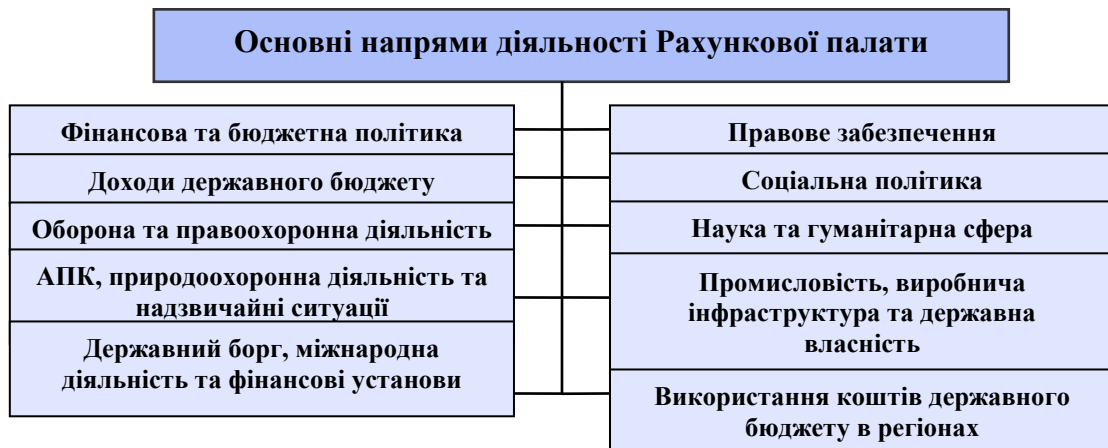 Основні напрями діяльності Рахункової палати
Фінансова та бюджетна політика
Доходи державного бюджету
Оборона та правоохоронна діяльність
АПК, природоохоронна діяльність та
надзвичайні ситуації
Державний борг, міжнародна
діяльність та фінансові установи
Правове забезпечення
Соціальна політика
Наука та гуманітарна сфера
Промисловість, виробнича
інфраструктура та державна
власність
Використання коштів державного
бюджету в регіонах